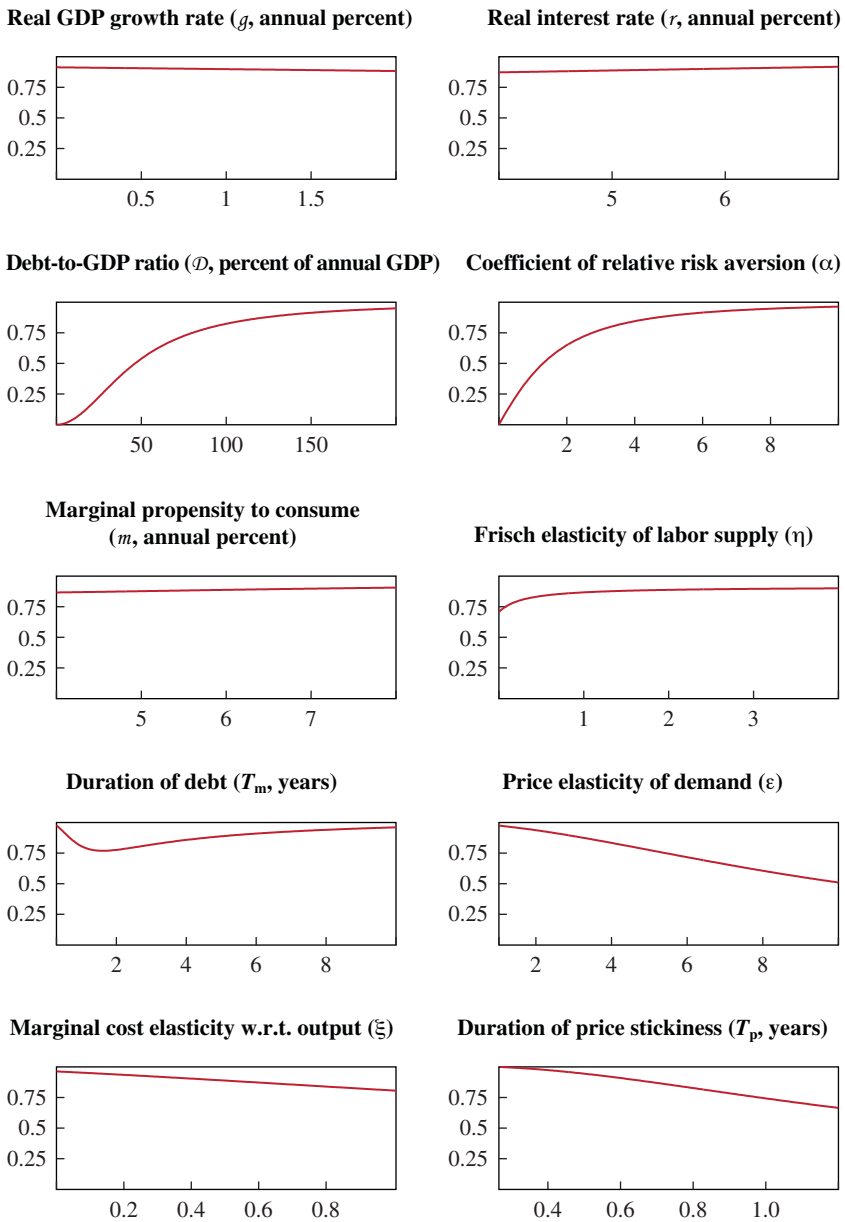 Real GDP growth rate (g, annual percent)
0.75
0.5
0.25
0.5 1 1.5
Real interest rate (r, annual percent)
0.75
0.5
0.25
5 6
Debt-to-GDP ratio (𝒟, percent of annual GDP)
0.75
0.5
0.25
50 100 150
Coefficient of relative risk aversion (α)
0.75
0.5
0.25
2 4 6 8
Marginal propensity to consume
(m, annual percent)
0.75
0.5
0.25
5 6 7
Frisch elasticity of labor supply (η)
0.75
0.5
0.25
1 2 3
Duration of debt (Tm, years)
0.75
0.5
0.25
2 4 6 8
Price elasticity of demand (ε)
0.75
0.5
0.25
2 4 6 8
Marginal cost elasticity w.r.t. output (ξ)
0.75
0.5
0.25
0.2 0.4 0.6 0.8
Duration of price stickiness (Tp, years)
0.75
0.5
0.25
0.4 0.6 0.8 1.0